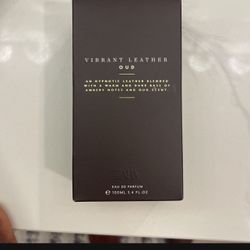 VIBRANT LEATHER
OUD
AN HYPNOTIC LEATHER BLENDED
WITH A WARM AND DARK BASE OF
AMBERY NOTES AND OUD SCENT.
ZARA
EAU DE PARFUM
100ML 3.4 FL.OZ